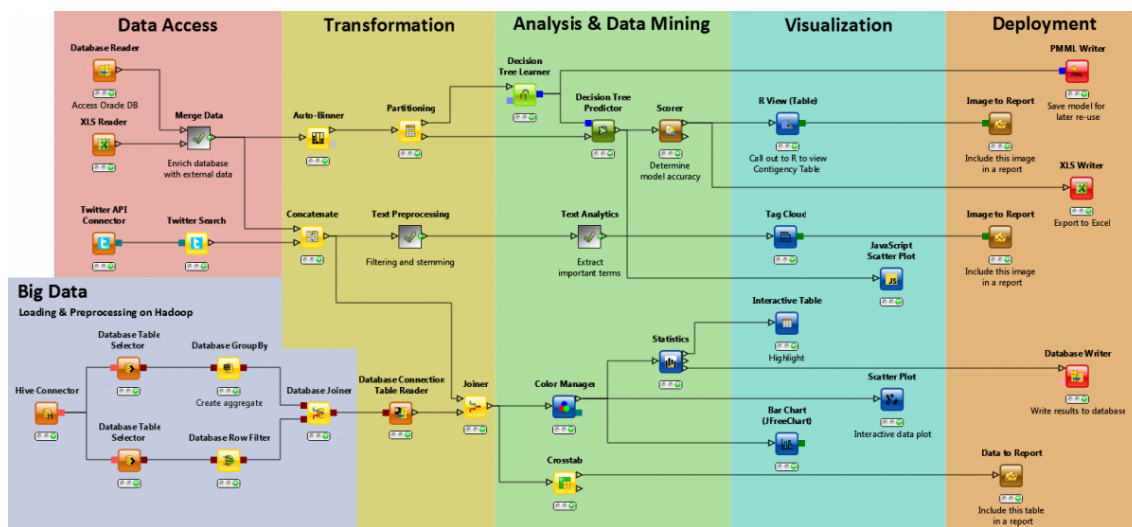 Data Access
Transformation
Analysis & Data Mining
Visualization
Deployment
Database Reader
Access Oracle DB
XLS Reader
Merge Data
Enrich database
with external data
Twitter API
Connector
Twitter Search
Auto-Binner
Partitioning
Concatenate
Text Preprocessing
Filtering and stemming
Decision
Tree Learner
Decision Tree
Predictor
Scorer
Determine
model accuracy
Text Analytics
Extract
important terms
R View (Table)
Call out to R to view
Contigency Table
Tag Cloud
JavaScript
Scatter Plot
JS
PMML Writer
Save model for
later re-use
Image to Report
Include this image
in a report
XLS Writer
Export to Excel
Image to Report
Include this image
in a report
Big Data
Loading & Preprocessing on Hadoop
Hive Connector
Database Table
Selector
Database GroupBy
Create aggregate
Database Table
Selector
Database Row Filter
Database Joiner
Database Connection
Table Reader
Joiner
Color Manager
Statistics
Crosstab
Interactive Table
Highlight
Scatter Plot
Interactive data plot
Bar Chart
(JFreeChart)
Database Writer
Write results to database
Data to Report
Include this table
in a report